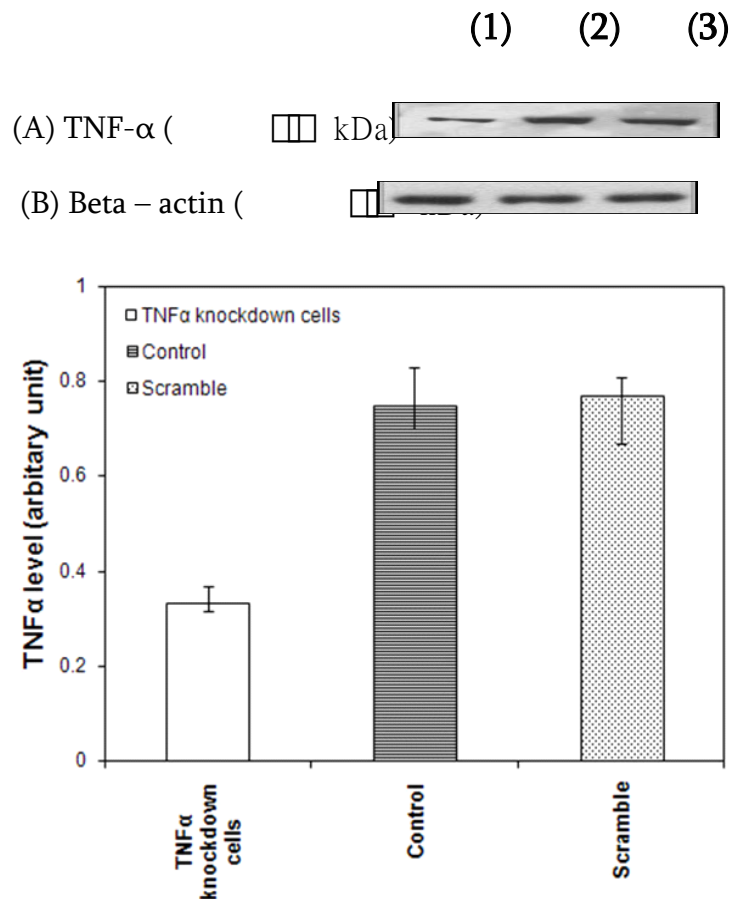 (1) (2) (3)
(A) TNF-α ( kDa)
(B) Beta – actin (
1
TNFα knockdown cells
Control
Scramble
0.8
0.6
0.4
0.2
0
TNFα level (arbitary unit)
TNFα
knockdown
cells
Control
Scramble